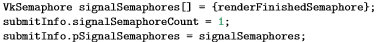 VkSemaphore signalSemaphores[] = {renderFinishedSemaphore};
submitInfo.signalSemaphoreCount = 1;
submitInfo.pSignalSemaphores = signalSemaphores;